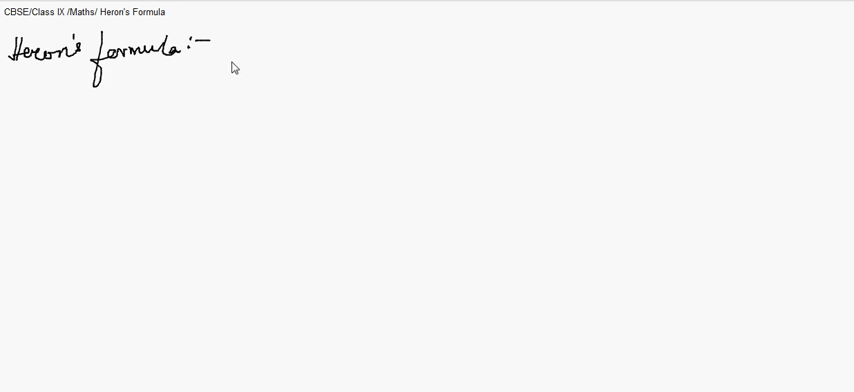 CBSE/Class IX /Maths/ Heron's Formula
Heron's formula :-